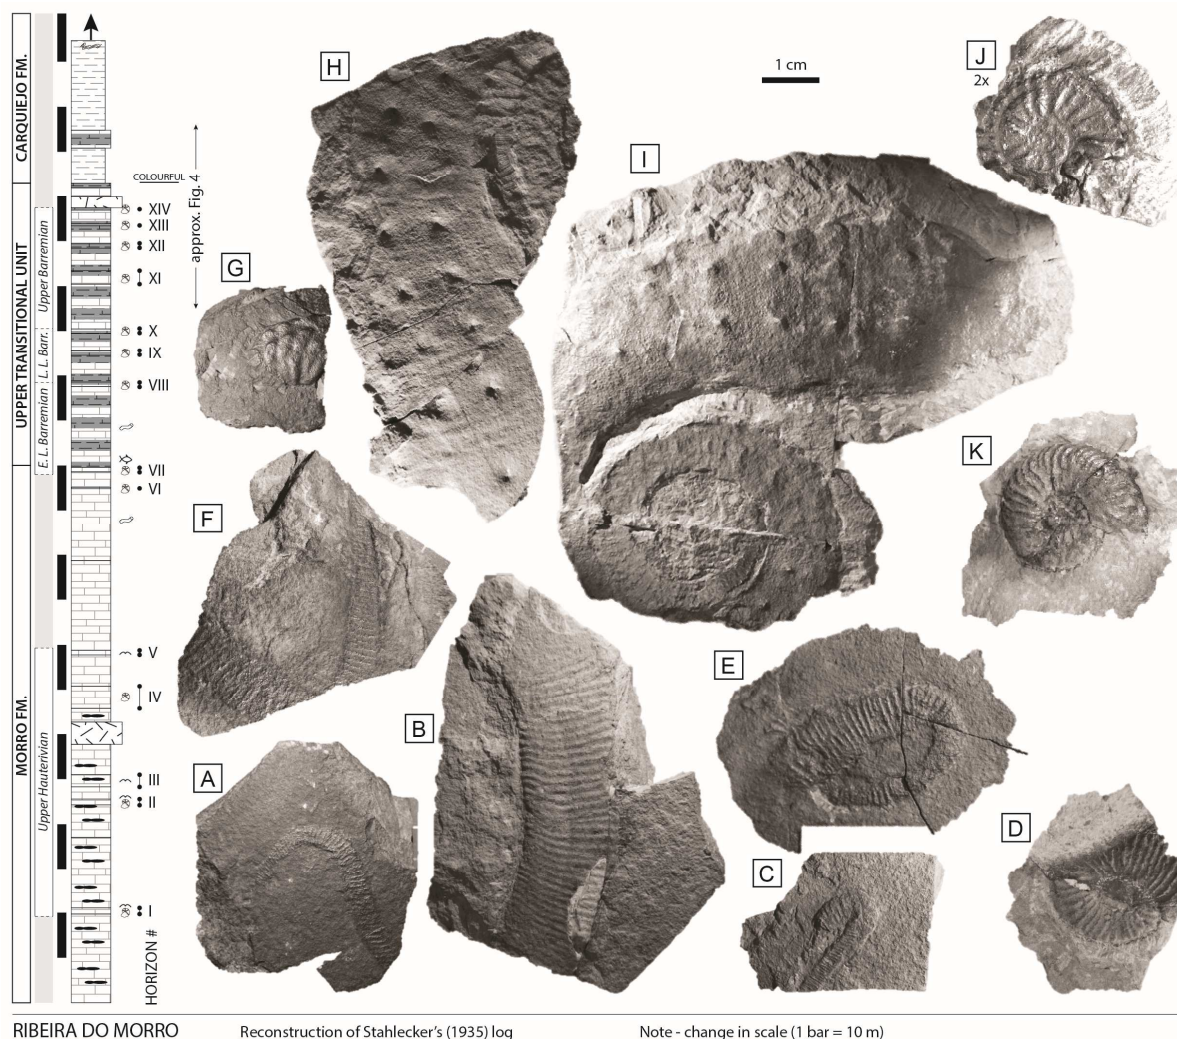 CARQUIEJO FM.
UPPER TRANSITIONAL UNIT
MORRO FM.
Upper Barremian
L. L. Barr.
E. L. Barremian
Upper Hauterivian
COLOURFUL
approx. Fig. 4
XIV
XIII
XII
XI
X
IX
VIII
VII
VI
V
IV
III
II
I
HORIZON #
H
1 cm
J
2x
I
G
K
F
E
B
A
D
C
RIBEIRA DO MORRO
Reconstruction of Stahlecker's (1935) log
Note - change in scale (1 bar = 10 m)